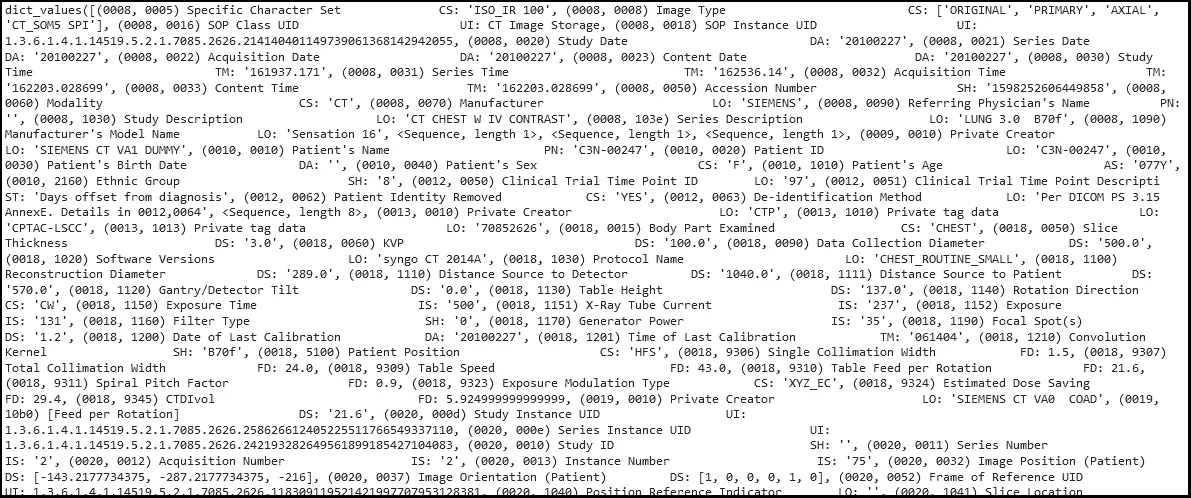 dict_values([(0008, 0005) Specific Character Set CS: 'ISO_IR 100', (0008, 0008) Image Type CS: ['ORIGINAL', 'PRIMARY', 'AXIAL',
'CT_SOM5 SPI'], (0008, 0016) SOP Class UID UI: CT Image Storage, (0008, 0018) SOP Instance UID UI:
1.3.6.1.4.1.14519.5.2.1.7085.2626.214140401149739061368142942055, (0008, 0020) Study Date DA: '20100227', (0008, 0021) Series Date
DA: '20100227', (0008, 0022) Acquisition Date DA: '20100227', (0008, 0023) Content Date DA: '20100227', (0008, 0030) Study
Time TM: '161937.171', (0008, 0031) Series Time TM: '162536.14', (0008, 0032) Acquisition Time TM:
'162203.028699', (0008, 0033) Content Time TM: '162203.028699', (0008, 0050) Accession Number SH: '1598252606449858', (0008,
0060) Modality CS: 'CT', (0008, 0070) Manufacturer LO: 'SIEMENS', (0008, 0090) Referring Physician's Name PN:
'', (0008, 1030) Study Description LO: 'CT CHEST W IV CONTRAST', (0008, 103e) Series Description LO: 'LUNG 3.0 B70f', (0008, 1090)
Manufacturer's Model Name LO: 'Sensation 16', <Sequence, length 1>, <Sequence, length 1>, <Sequence, length 1>, (0009, 0010) Private Creator
LO: 'SIEMENS CT VA1 DUMMY', (0010, 0010) Patient's Name PN: 'C3N-00247', (0010, 0020) Patient ID LO: 'C3N-00247', (0010,
0030) Patient's Birth Date DA: '', (0010, 0040) Patient's Sex CS: 'F', (0010, 1010) Patient's Age AS: '077Y',
(0010, 2160) Ethnic Group SH: '8', (0012, 0050) Clinical Trial Time Point ID LO: '97', (0012, 0051) Clinical Trial Time Point Descripti
ST: 'Days offset from diagnosis', (0012, 0062) Patient Identity Removed CS: 'YES', (0012, 0063) De-identification Method LO: 'Per DICOM PS 3.15
AnnexE. Details in 0012,0064', <Sequence, length 8>, (0013, 0010) Private Creator LO: 'CTP', (0013, 1010) Private tag data LO:
'CPTAC-LSCC', (0013, 1013) Private tag data LO: '70852626', (0018, 0015) Body Part Examined CS: 'CHEST', (0018, 0050) Slice
Thickness DS: '3.0', (0018, 0060) KVP DS: '100.0', (0018, 0090) Data Collection Diameter DS: '500.0',
(0018, 1020) Software Versions LO: 'syngo CT 2014A', (0018, 1030) Protocol Name LO: 'CHEST_ROUTINE_SMALL', (0018, 1100)
Reconstruction Diameter DS: '289.0', (0018, 1110) Distance Source to Detector DS: '1040.0', (0018, 1111) Distance Source to Patient DS:
'570.0', (0018, 1120) Gantry/Detector Tilt DS: '0.0', (0018, 1130) Table Height DS: '137.0', (0018, 1140) Rotation Direction
CS: 'CW', (0018, 1150) Exposure Time IS: '500', (0018, 1151) X-Ray Tube Current IS: '237', (0018, 1152) Exposure
IS: '131', (0018, 1160) Filter Type SH: '0', (0018, 1170) Generator Power IS: '35', (0018, 1190) Focal Spot(s)
DS: '1.2', (0018, 1200) Date of Last Calibration DA: '20100227', (0018, 1201) Time of Last Calibration TM: '061404', (0018, 1210) Convolution
Kernel SH: 'B70f', (0018, 5100) Patient Position CS: 'HFS', (0018, 9306) Single Collimation Width FD: 1.5, (0018, 9307)
Total Collimation Width FD: 24.0, (0018, 9309) Table Speed FD: 43.0, (0018, 9310) Table Feed per Rotation FD: 21.6,
(0018, 9311) Spiral Pitch Factor FD: 0.9, (0018, 9323) Exposure Modulation Type CS: 'XYZ_EC', (0018, 9324) Estimated Dose Saving
FD: 29.4, (0018, 9345) CTDIvol FD: 5.924999999999999, (0019, 0010) Private Creator LO: 'SIEMENS CT VA0 COAD', (0019,
10b0) [Feed per Rotation] DS: '21.6', (0020, 000d) Study Instance UID UI:
1.3.6.1.4.1.14519.5.2.1.7085.2626.258626612405225511766549337110, (0020, 000e) Series Instance UID UI:
1.3.6.1.4.1.14519.5.2.1.7085.2626.242193282649561899185427104083, (0020, 0010) Study ID SH: '', (0020, 0011) Series Number
IS: '2', (0020, 0012) Acquisition Number IS: '2', (0020, 0013) Instance Number IS: '75', (0020, 0032) Image Position (Patient)
DS: [-143.2177734375, -287.2177734375, -216], (0020, 0037) Image Orientation (Patient) DS: [1, 0, 0, 0, 1, 0], (0020, 0052) Frame of Reference UID
UI: 1.3.6.1.4.1.14519.5.2.1.7085.2626.118309119521421997707953128381, (0020, 1040) Position Reference Indicator LO: '', (0020, 1041) Slice Location